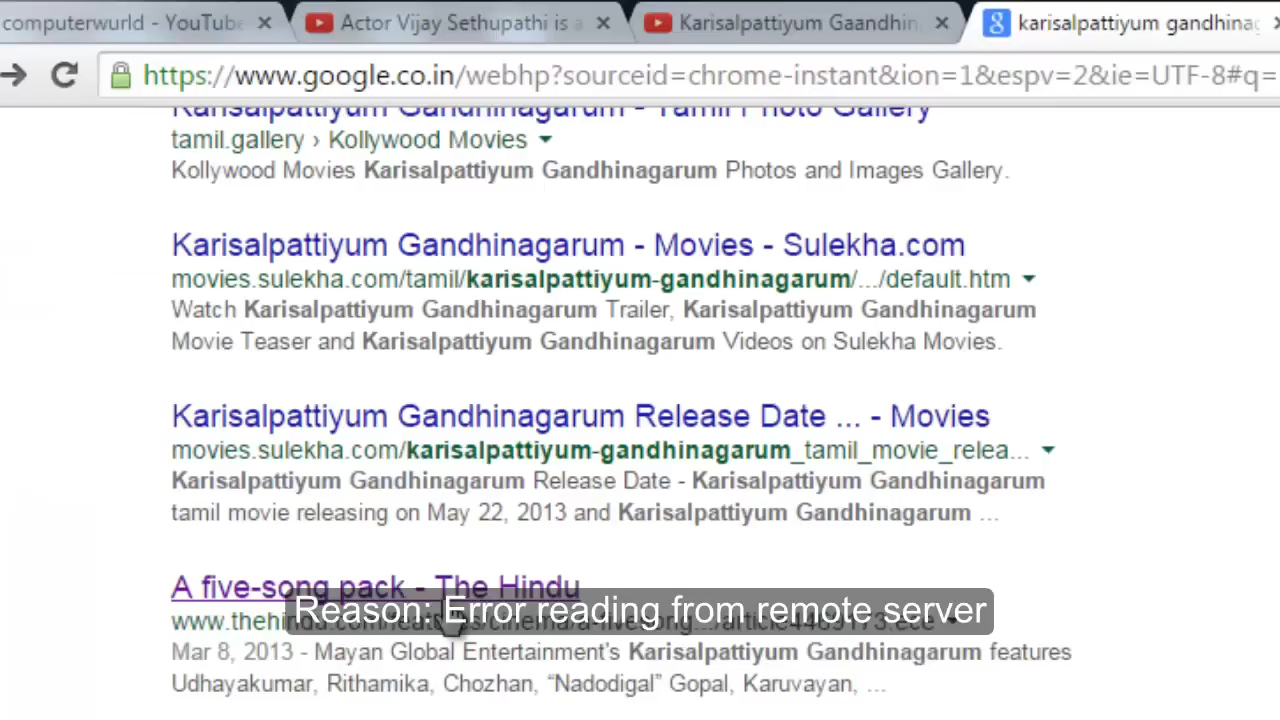 computerworld - YouTube
Actor Vijay Sethupathi is a
Karisalpattiyum Gaandhin
karisalpattiyum gandhinag
https://www.google.co.in/webhp?sourceid=chrome-instant&ion=1&espv=2&ie=UTF-8#q=
Karisalpattiyum Gandhinagarum - Tamil Photo Gallery
tamil.gallery › Kollywood Movies
Kollywood Movies Karisalpattiyum Gandhinagarum Photos and Images Gallery.
Karisalpattiyum Gandhinagarum - Movies - Sulekha.com
movies.sulekha.com/tamil/karisalpattiyum-gandhinagarum/.../default.htm
Watch Karisalpattiyum Gandhinagarum Trailer, Karisalpattiyum Gandhinagarum
Movie Teaser and Karisalpattiyum Gandhinagarum Videos on Sulekha Movies.
Karisalpattiyum Gandhinagarum Release Date ... - Movies
movies.sulekha.com/karisalpattiyum-gandhinagarum_tamil_movie_relea...
Karisalpattiyum Gandhinagarum Release Date - Karisalpattiyum Gandhinagarum
tamil movie releasing on May 22, 2013 and Karisalpattiyum Gandhinagarum ...
A five-song pack - The Hindu
Reason: Error reading from remote server
Mar 8, 2013 - Mayan Global Entertainment's Karisalpattiyum Gandhinagarum features
Udhayakumar, Rithamika, Chozhan, “Nadodigal” Gopal, Karuvayan, ...